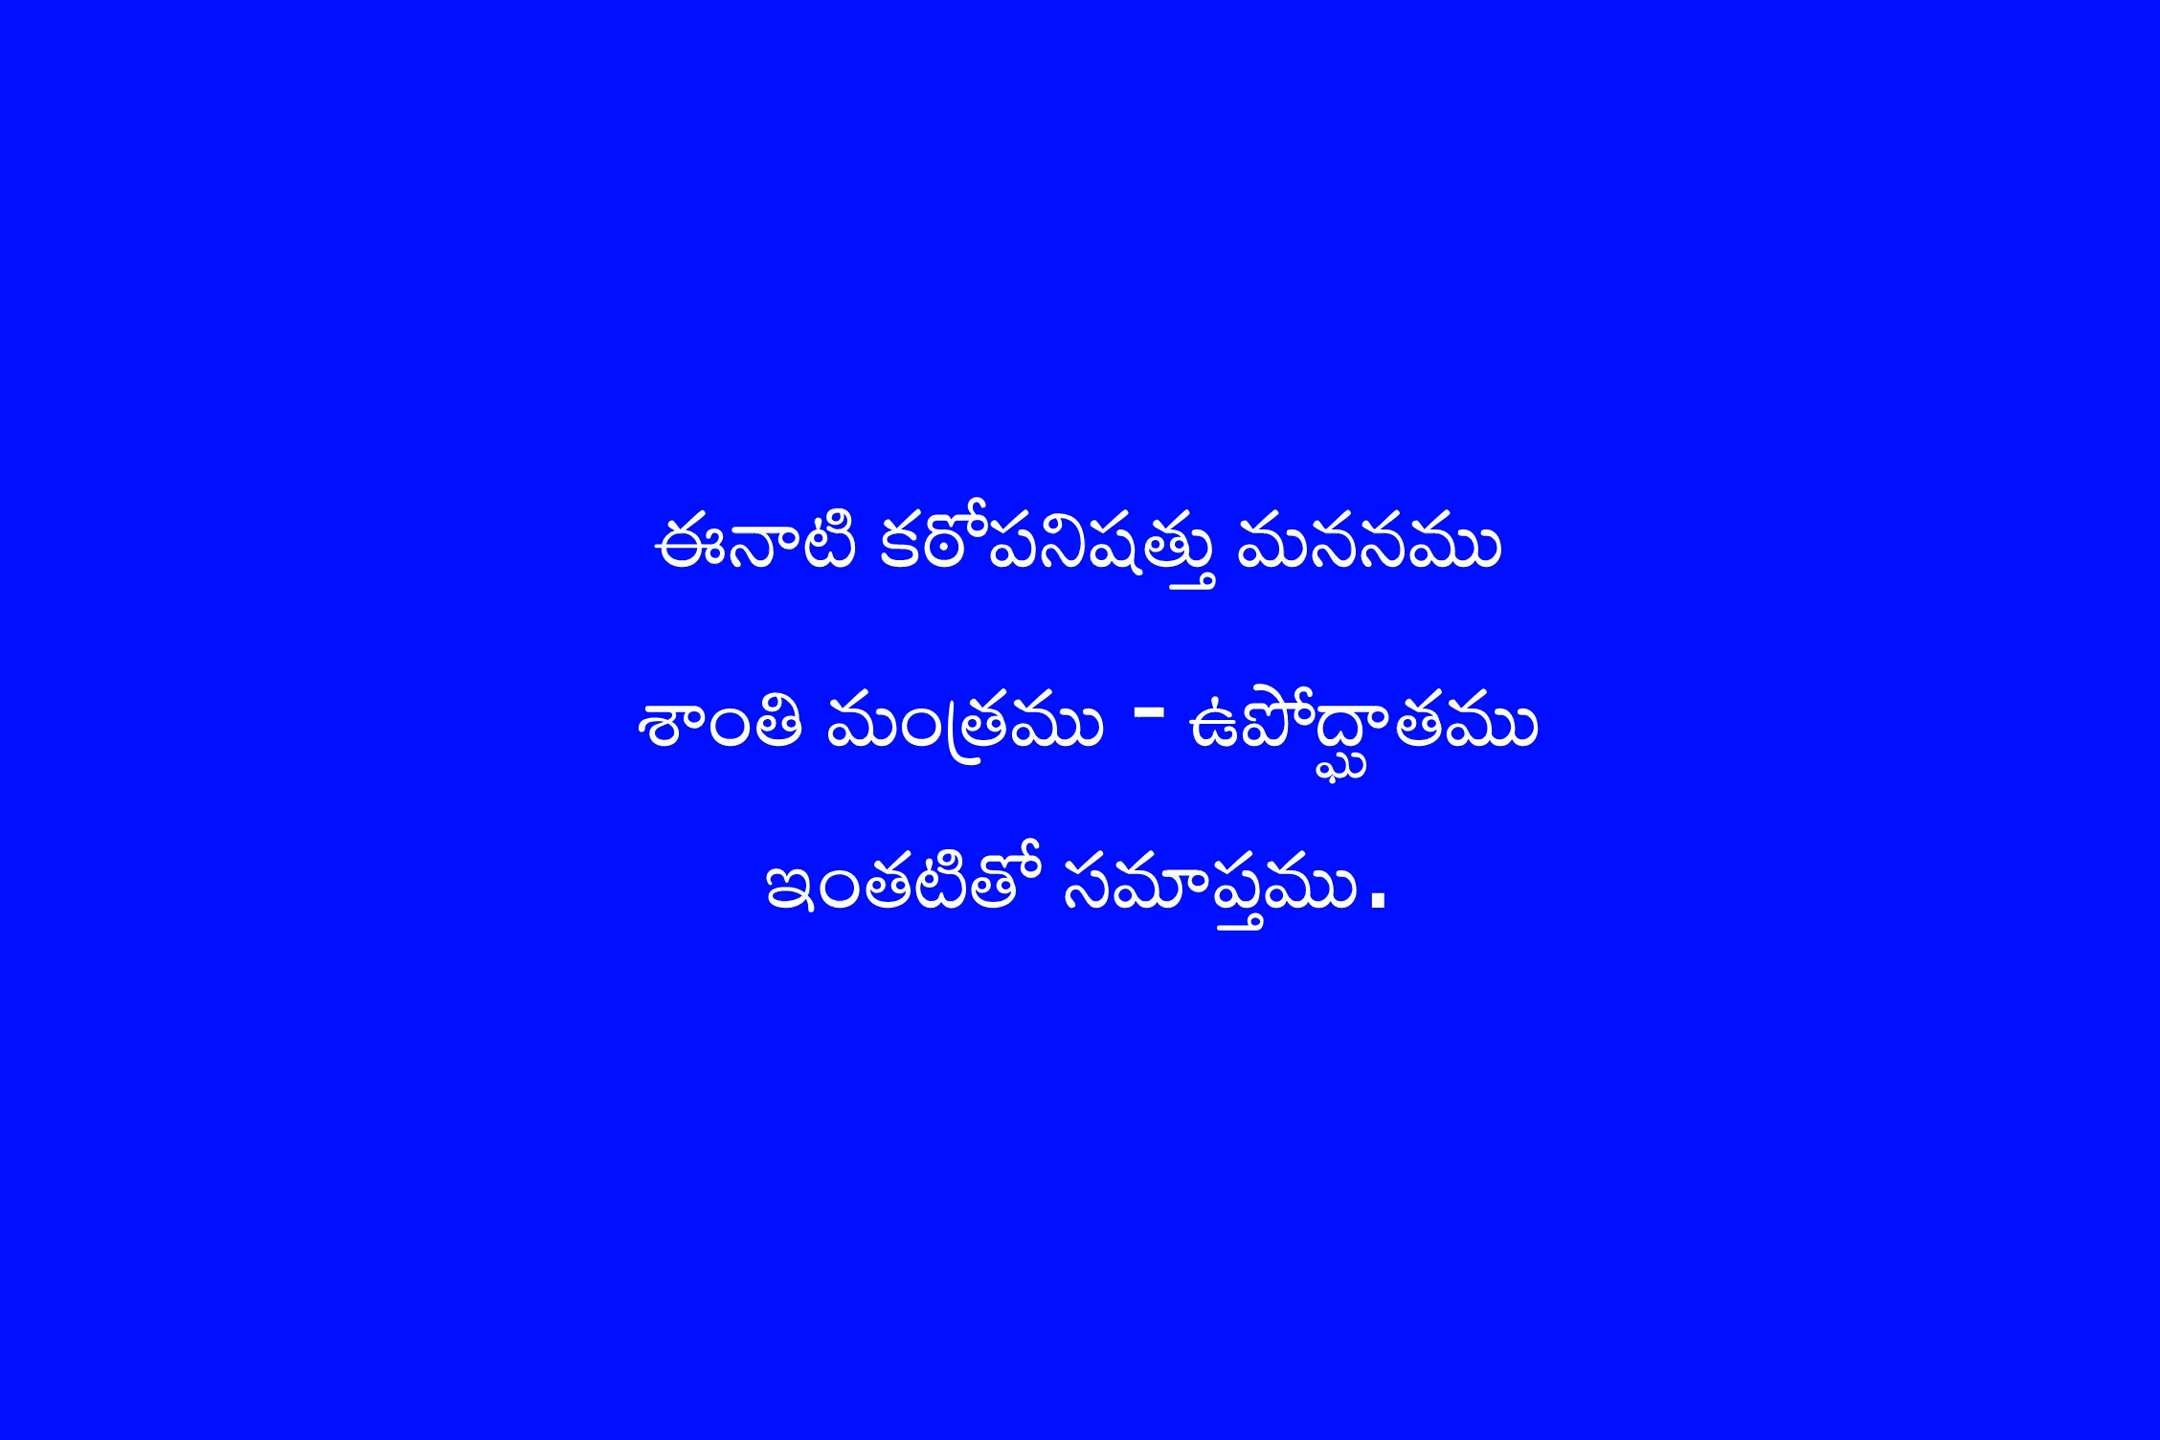 ఈనాటి కఠోపనిషత్తు మననము
శాంతి మంత్రము - ఉపోద్ఘాతము
ఇంతటితో సమాప్తము.